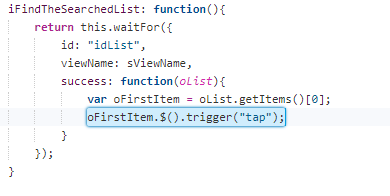 iFindTheSearchedList: function(){
return this.waitFor({
id: "idList",
viewName: sViewName,
success: function(oList){
var oFirstItem = oList.getItems()[0];
oFirstItem.$().trigger("tap");
}
});
}